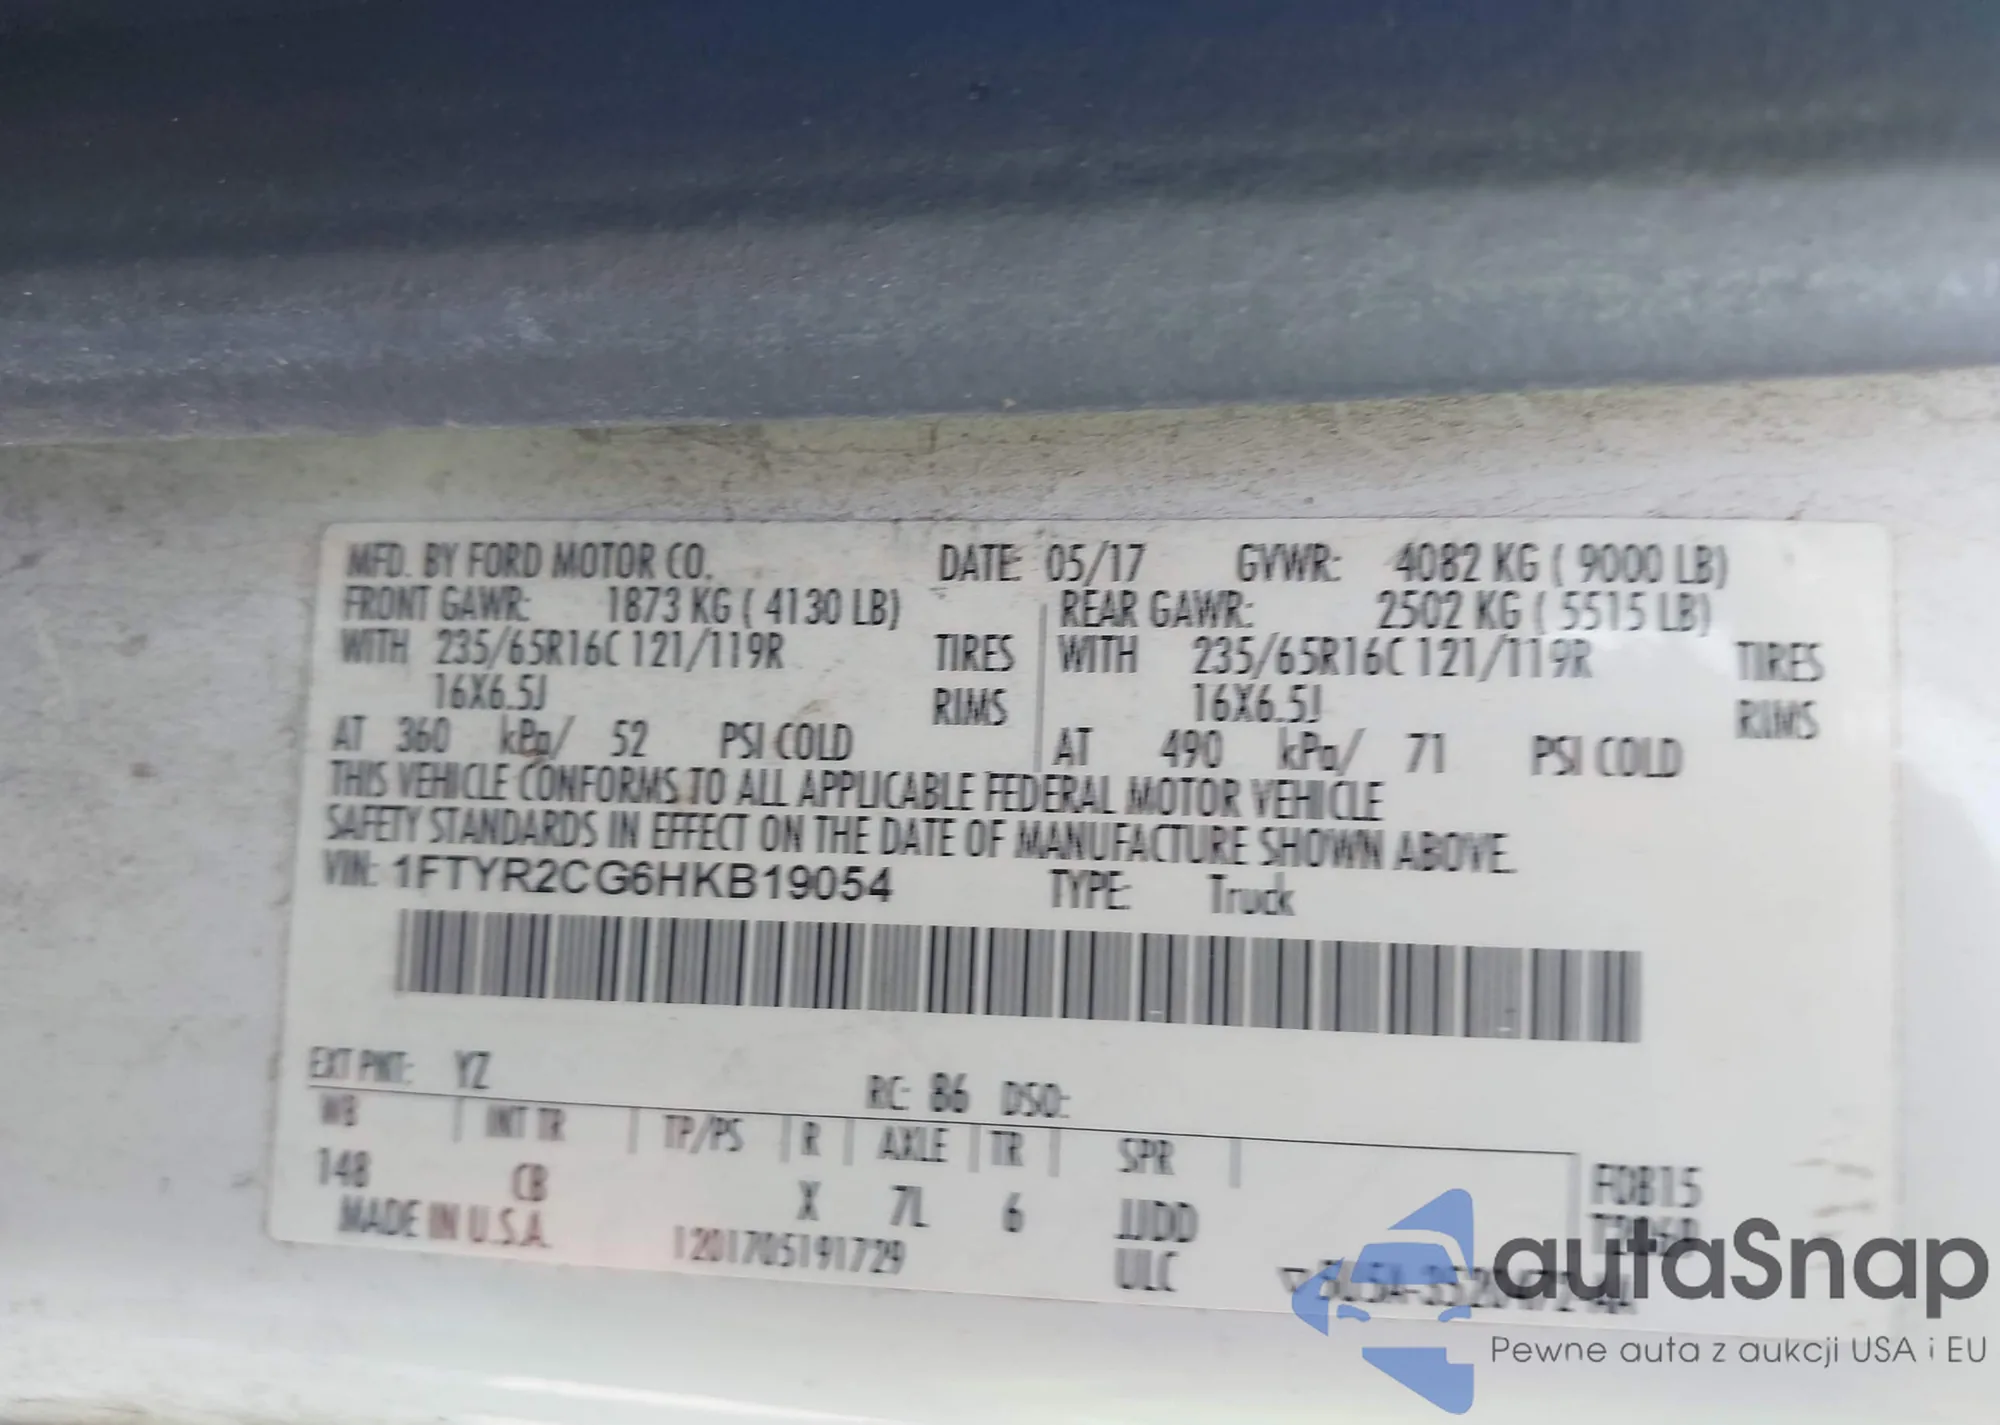 MFD. BY FORD MOTOR CO. DATE: 05/17 GVWR: 4082 KG ( 9000 LB)
FRONT GAWR: 1873 KG ( 4130 LB) REAR GAWR: 2502 KG ( 5515 LB)
WITH 235/65R16C 121/119R TIRES WITH 235/65R16C 121/119R TIRES
16X6.5J RIMS 16X6.5J RIMS
AT 360 kPa/ 52 PSI COLD AT 490 kPa/ 71 PSI COLD
THIS VEHICLE CONFORMS TO ALL APPLICABLE FEDERAL MOTOR VEHICLE
SAFETY STANDARDS IN EFFECT ON THE DATE OF MANUFACTURE SHOWN ABOVE.
VIN: 1FTYR2CG6HKB19054 TYPE: Truck
EXT PNT: YZ RC: 86 DSO:
WB INT TR TP/PS R AXLE TR SPR
148 CB X 7L 6 JJDD
MADE IN U.S.A. 1201705191729 ULC
autaSnap
Pewne auta z aukcji USA i EU